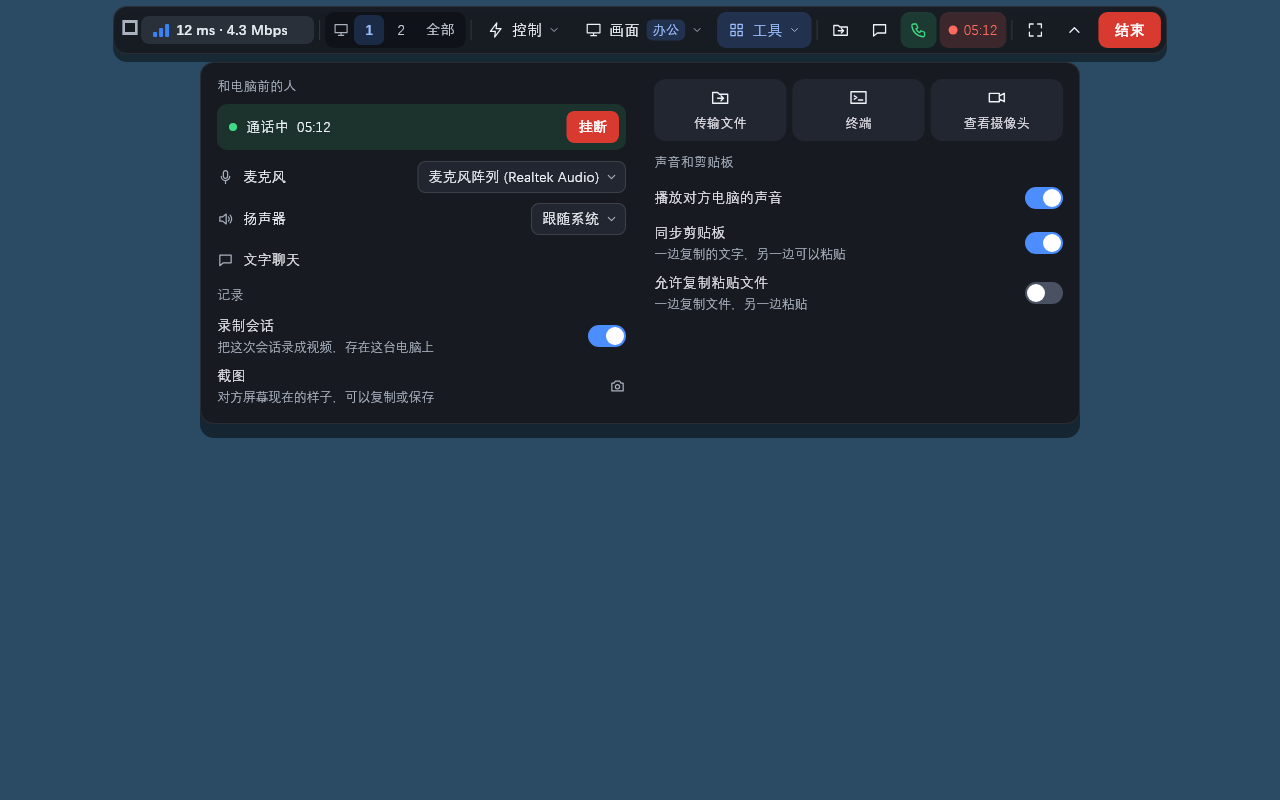 12 ms · 4.3 Mbps
1
2
全部
控制
画面
办公
工具
05:12
结束
和电脑前的人
通话中 05:12
挂断
麦克风
麦克风阵列 (Realtek Audio)
扬声器
跟随系统
文字聊天
记录
录制会话
把这次会话录成视频，存在这台电脑上
截图
对方屏幕现在的样子，可以复制或保存
传输文件
终端
查看摄像头
声音和剪贴板
播放对方电脑的声音
同步剪贴板
一边复制的文字，另一边可以粘贴
允许复制粘贴文件
一边复制文件，另一边粘贴